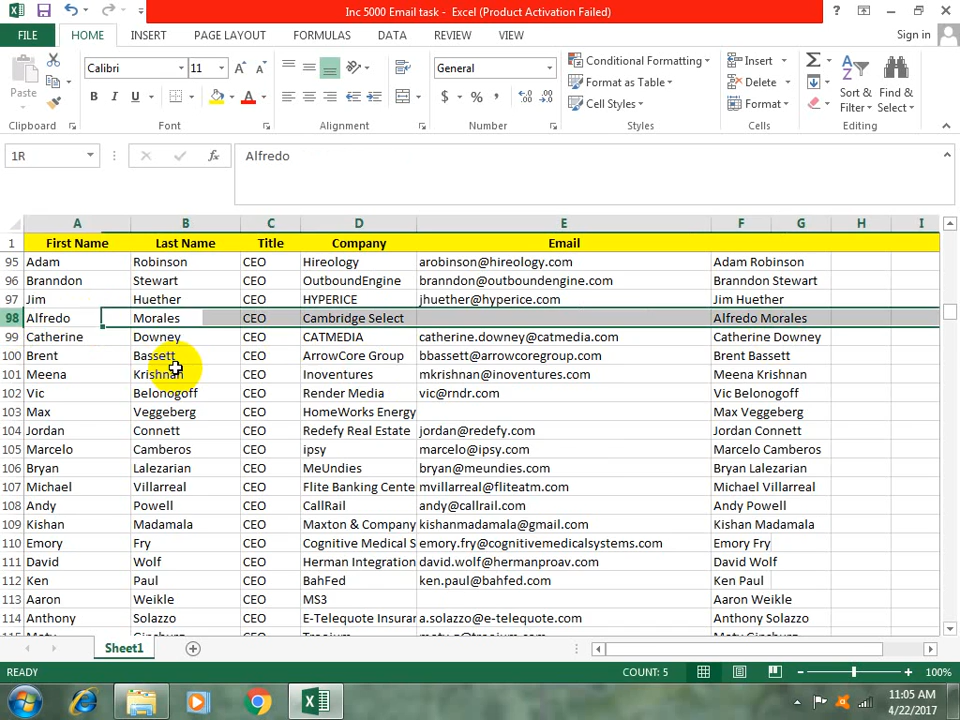 Inc 5000 Email task - Excel (Product Activation Failed)
FILE HOME INSERT PAGE LAYOUT FORMULAS DATA REVIEW VIEW Sign in
Paste
Calibri 11
B I U A
General
$ % ,
Conditional Formatting
Format as Table
Cell Styles
Insert
Delete
Format
Sort & Filter
Find & Select
Clipboard Font Alignment Number Styles Cells Editing
1R fx Alfredo
A B C D E F G H I
1 First Name Last Name Title Company Email
95 Adam Robinson CEO Hireology arobinson@hireology.com Adam Robinson
96 Branndon Stewart CEO OutboundEngine branndon@outboundengine.com Branndon Stewart
97 Jim Huether CEO HYPERICE jhuether@hyperice.com Jim Huether
98 Alfredo Morales CEO Cambridge Select Alfredo Morales
99 Catherine Downey CEO CATMEDIA catherine.downey@catmedia.com Catherine Downey
100 Brent Bassett CEO ArrowCore Group bbassett@arrowcoregroup.com Brent Bassett
101 Meena Krishnan CEO Inoventures mkrishnan@inoventures.com Meena Krishnan
102 Vic Belonogoff CEO Render Media vic@rndr.com Vic Belonogoff
103 Max Veggeberg CEO HomeWorks Energy Max Veggeberg
104 Jordan Connett CEO Redefy Real Estate jordan@redefy.com Jordan Connett
105 Marcelo Camberos CEO ipsy marcelo@ipsy.com Marcelo Camberos
106 Bryan Lalezarian CEO MeUndies bryan@meundies.com Bryan Lalezarian
107 Michael Villarreal CEO Flite Banking Cente mvillarreal@fliteatm.com Michael Villarreal
108 Andy Powell CEO CallRail andy@callrail.com Andy Powell
109 Kishan Madamala CEO Maxton & Company kishanmadamala@gmail.com Kishan Madamala
110 Emory Fry CEO Cognitive Medical S emory.fry@cognitivemedicalsystems.com Emory Fry
111 David Wolf CEO Herman Integration david.wolf@hermanproav.com David Wolf
112 Ken Paul CEO BahFed ken.paul@bahfed.com Ken Paul
113 Aaron Weikle CEO MS3 Aaron Weikle
114 Anthony Solazzo CEO E-Telequote Insuran a.solazzo@e-telequote.com Anthony Solazzo
Sheet1
READY COUNT: 5 100%
11:05 AM
4/22/2017